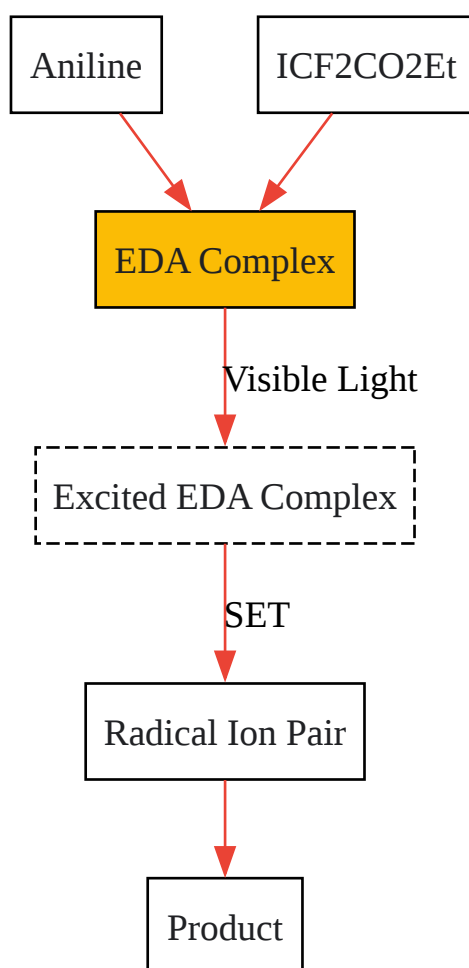 Aniline
ICF2CO2Et
EDA Complex
Visible Light
Excited EDA Complex
SET
Radical Ion Pair
Product